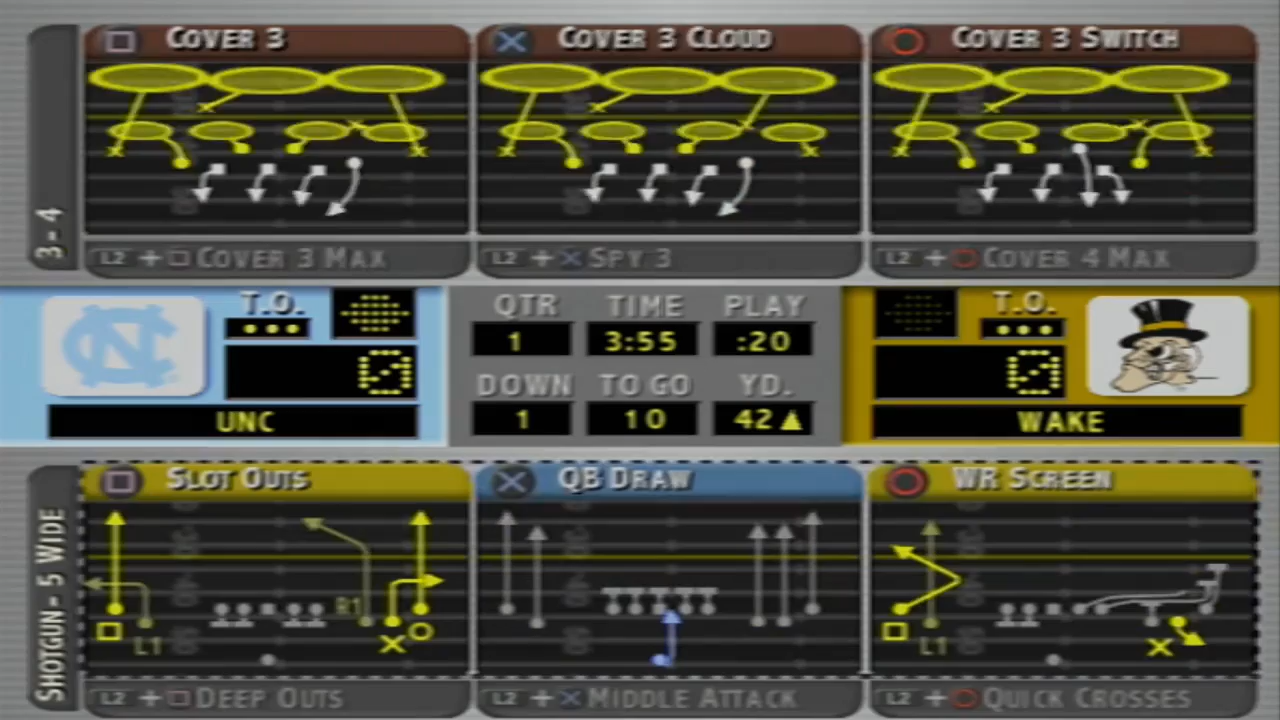 3-4
COVER 3
COVER 3 CLOUD
COVER 3 SWITCH
L2 + COVER 3 MAX
L2 + SPY 3
L2 + COVER 4 MAX
NC
T.O.
0
UNC
QTR TIME PLAY
1 3:55 :20
DOWN TO GO YD.
1 10 42
T.O.
0
WAKE
SHOTGUN- 5 WIDE
SLOT OUTS
QB DRAW
WR SCREEN
L1
R1
L1
L2 + DEEP OUTS
L2 + MIDDLE ATTACK
L2 + QUICK CROSSES